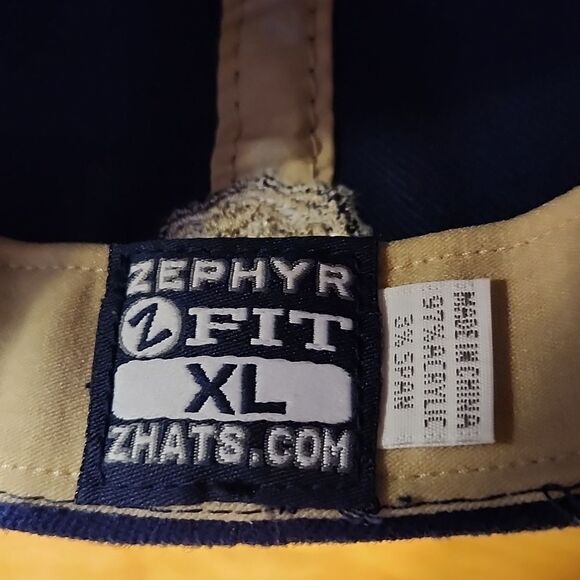 ZEPHYR
Z FIT
XL
ZHATS.COM
MADE IN CHINA
97% ACRYLIC
3% SPAN